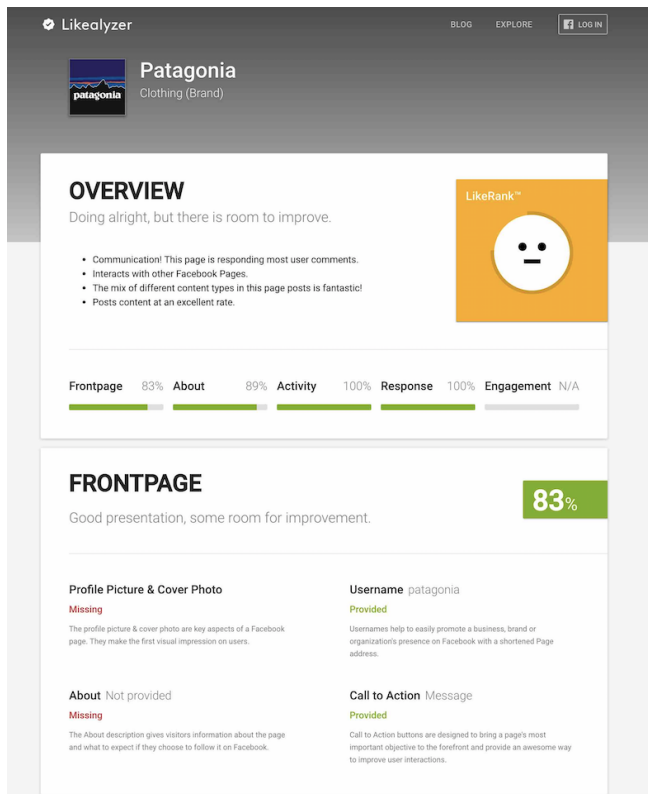 Likealyzer
BLOG
EXPLORE
LOG IN
patagonia
Patagonia
Clothing (Brand)
OVERVIEW
Doing alright, but there is room to improve.
LikeRank™
• Communication! This page is responding most user comments.
• Interacts with other Facebook Pages.
• The mix of different content types in this page posts is fantastic!
• Posts content at an excellent rate.
Frontpage 83%
About 89%
Activity 100%
Response 100%
Engagement N/A
FRONTPAGE
Good presentation, some room for improvement.
83%
Profile Picture & Cover Photo
Missing
The profile picture & cover photo are key aspects of a Facebook
page. They make the first visual impression on users.
Username patagonia
Provided
Usernames help to easily promote a business, brand or
organization's presence on Facebook with a shortened Page
address.
About Not provided
Missing
The About description gives visitors information about the page
and what to expect if they choose to follow it on Facebook.
Call to Action Message
Provided
Call to Action buttons are designed to bring a page's most
important objective to the forefront and provide an awesome way
to improve user interactions.